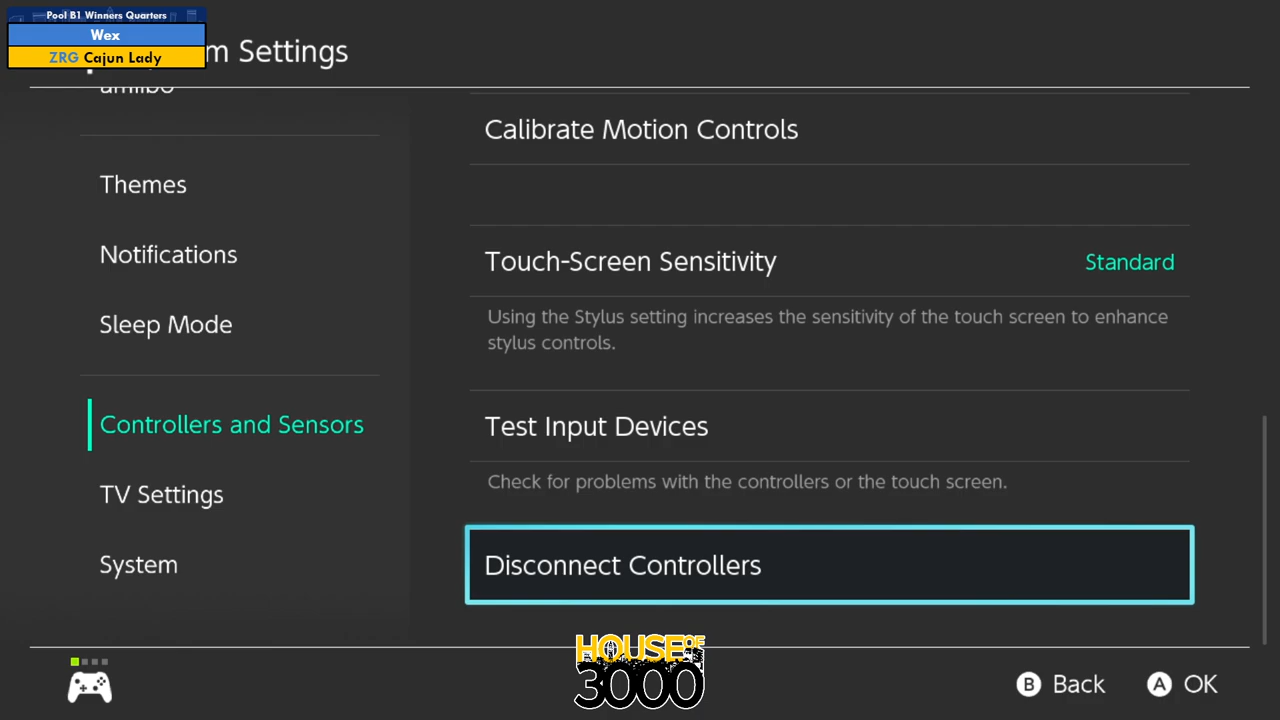 Pool B1 Winners Quarters
Wex
ZRG Cajun Lady
m Settings
amiibo
Themes
Notifications
Sleep Mode
Controllers and Sensors
TV Settings
System
Calibrate Motion Controls
Touch-Screen Sensitivity Standard
Using the Stylus setting increases the sensitivity of the touch screen to enhance
stylus controls.
Test Input Devices
Check for problems with the controllers or the touch screen.
Disconnect Controllers
HOUSE OF
3000
B Back A OK